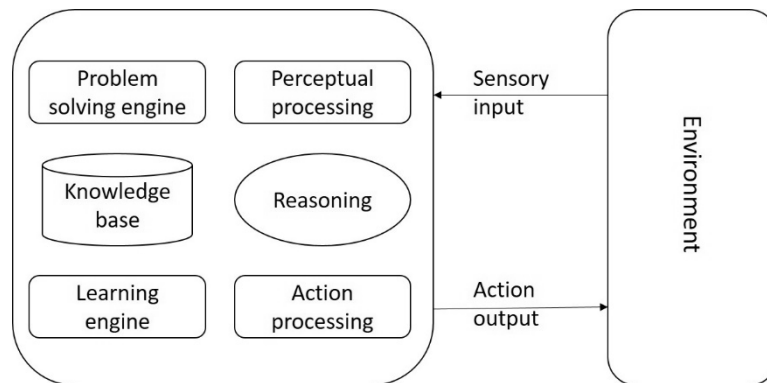 Problem
solving engine
Perceptual
processing
Sensory
input
Knowledge
base
Reasoning
Environment
Learning
engine
Action
processing
Action
output